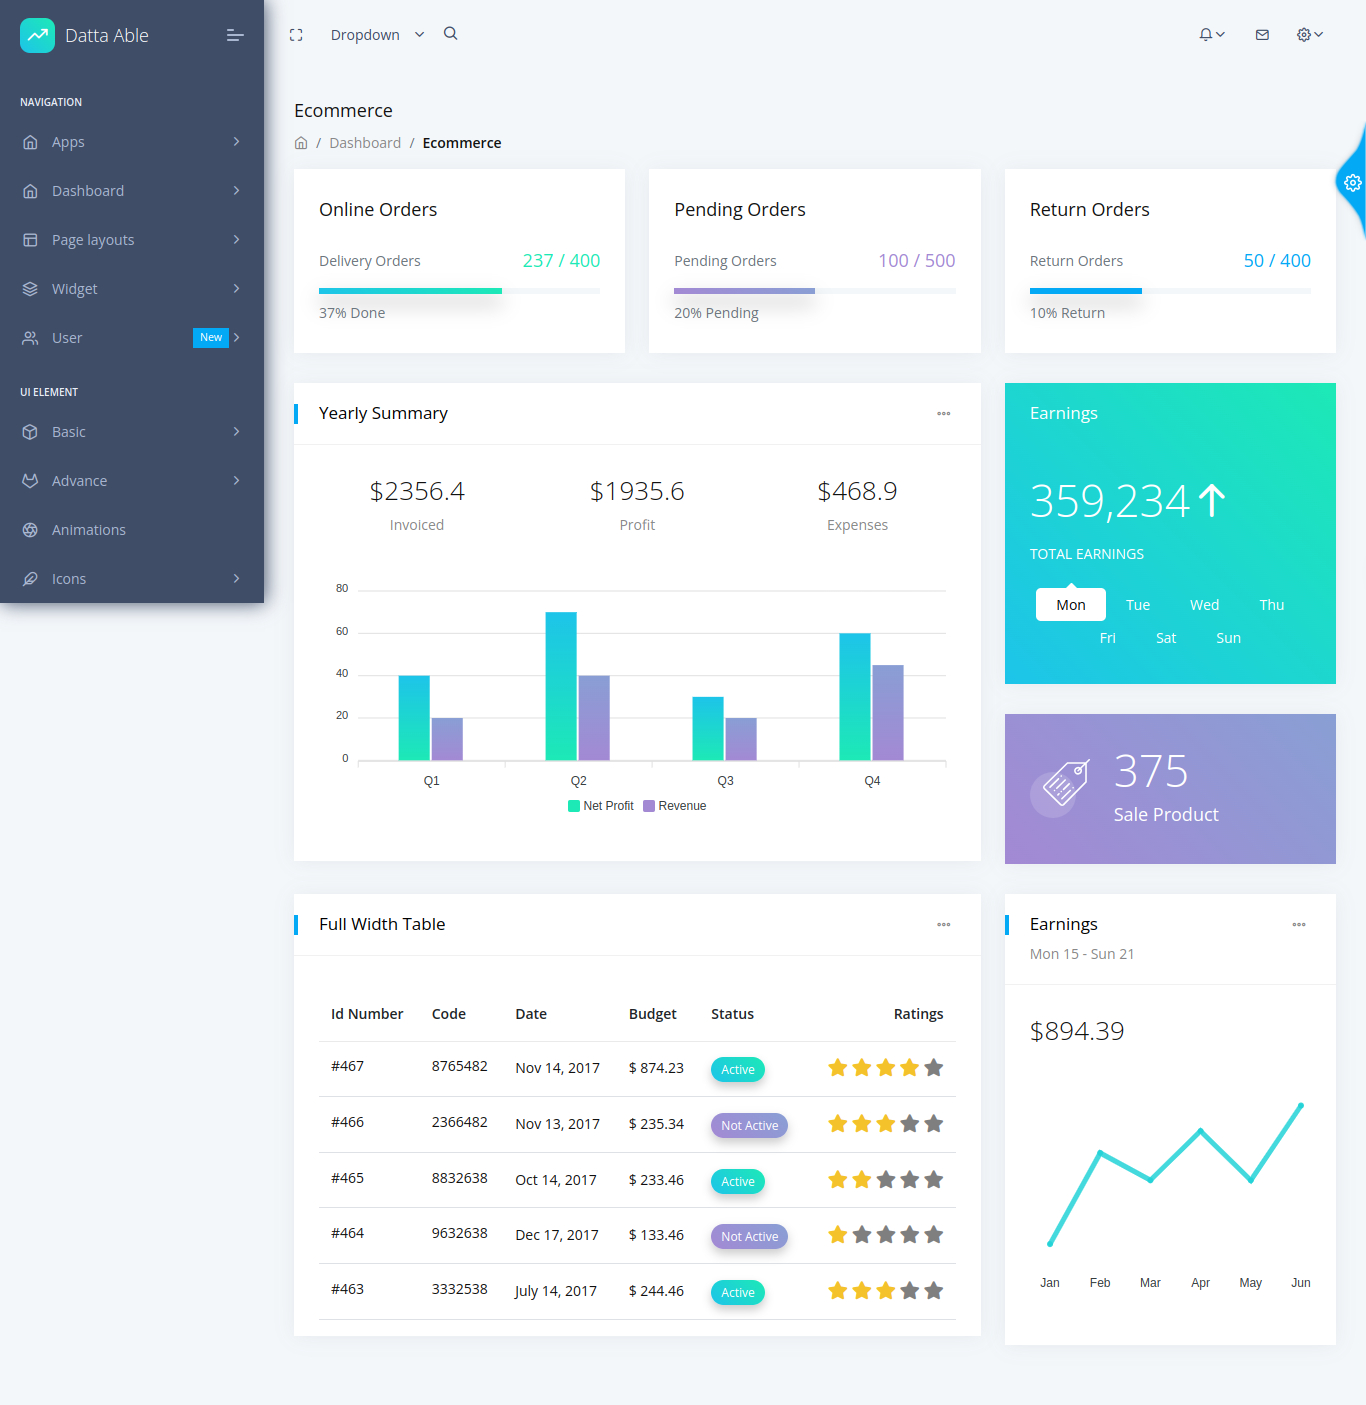 Datta Able
Dropdown
NAVIGATION
Apps
Dashboard
Page layouts
Widget
User New
UI ELEMENT
Basic
Advance
Animations
Icons
Ecommerce
/ Dashboard / Ecommerce
Online Orders
Delivery Orders 237 / 400
37% Done
Pending Orders
Pending Orders 100 / 500
20% Pending
Return Orders
Return Orders 50 / 400
10% Return
Yearly Summary
$2356.4 $1935.6 $468.9
Invoiced Profit Expenses
80
60
40
20
0
Q1 Q2 Q3 Q4
Net Profit Revenue
Earnings
359,234
TOTAL EARNINGS
Mon Tue Wed Thu
Fri Sat Sun
375
Sale Product
Full Width Table
Id Number Code Date Budget Status Ratings
#467 8765482 Nov 14, 2017 $ 874.23 Active
#466 2366482 Nov 13, 2017 $ 235.34 Not Active
#465 8832638 Oct 14, 2017 $ 233.46 Active
#464 9632638 Dec 17, 2017 $ 133.46 Not Active
#463 3332538 July 14, 2017 $ 244.46 Active
Earnings
Mon 15 - Sun 21
$894.39
Jan Feb Mar Apr May Jun